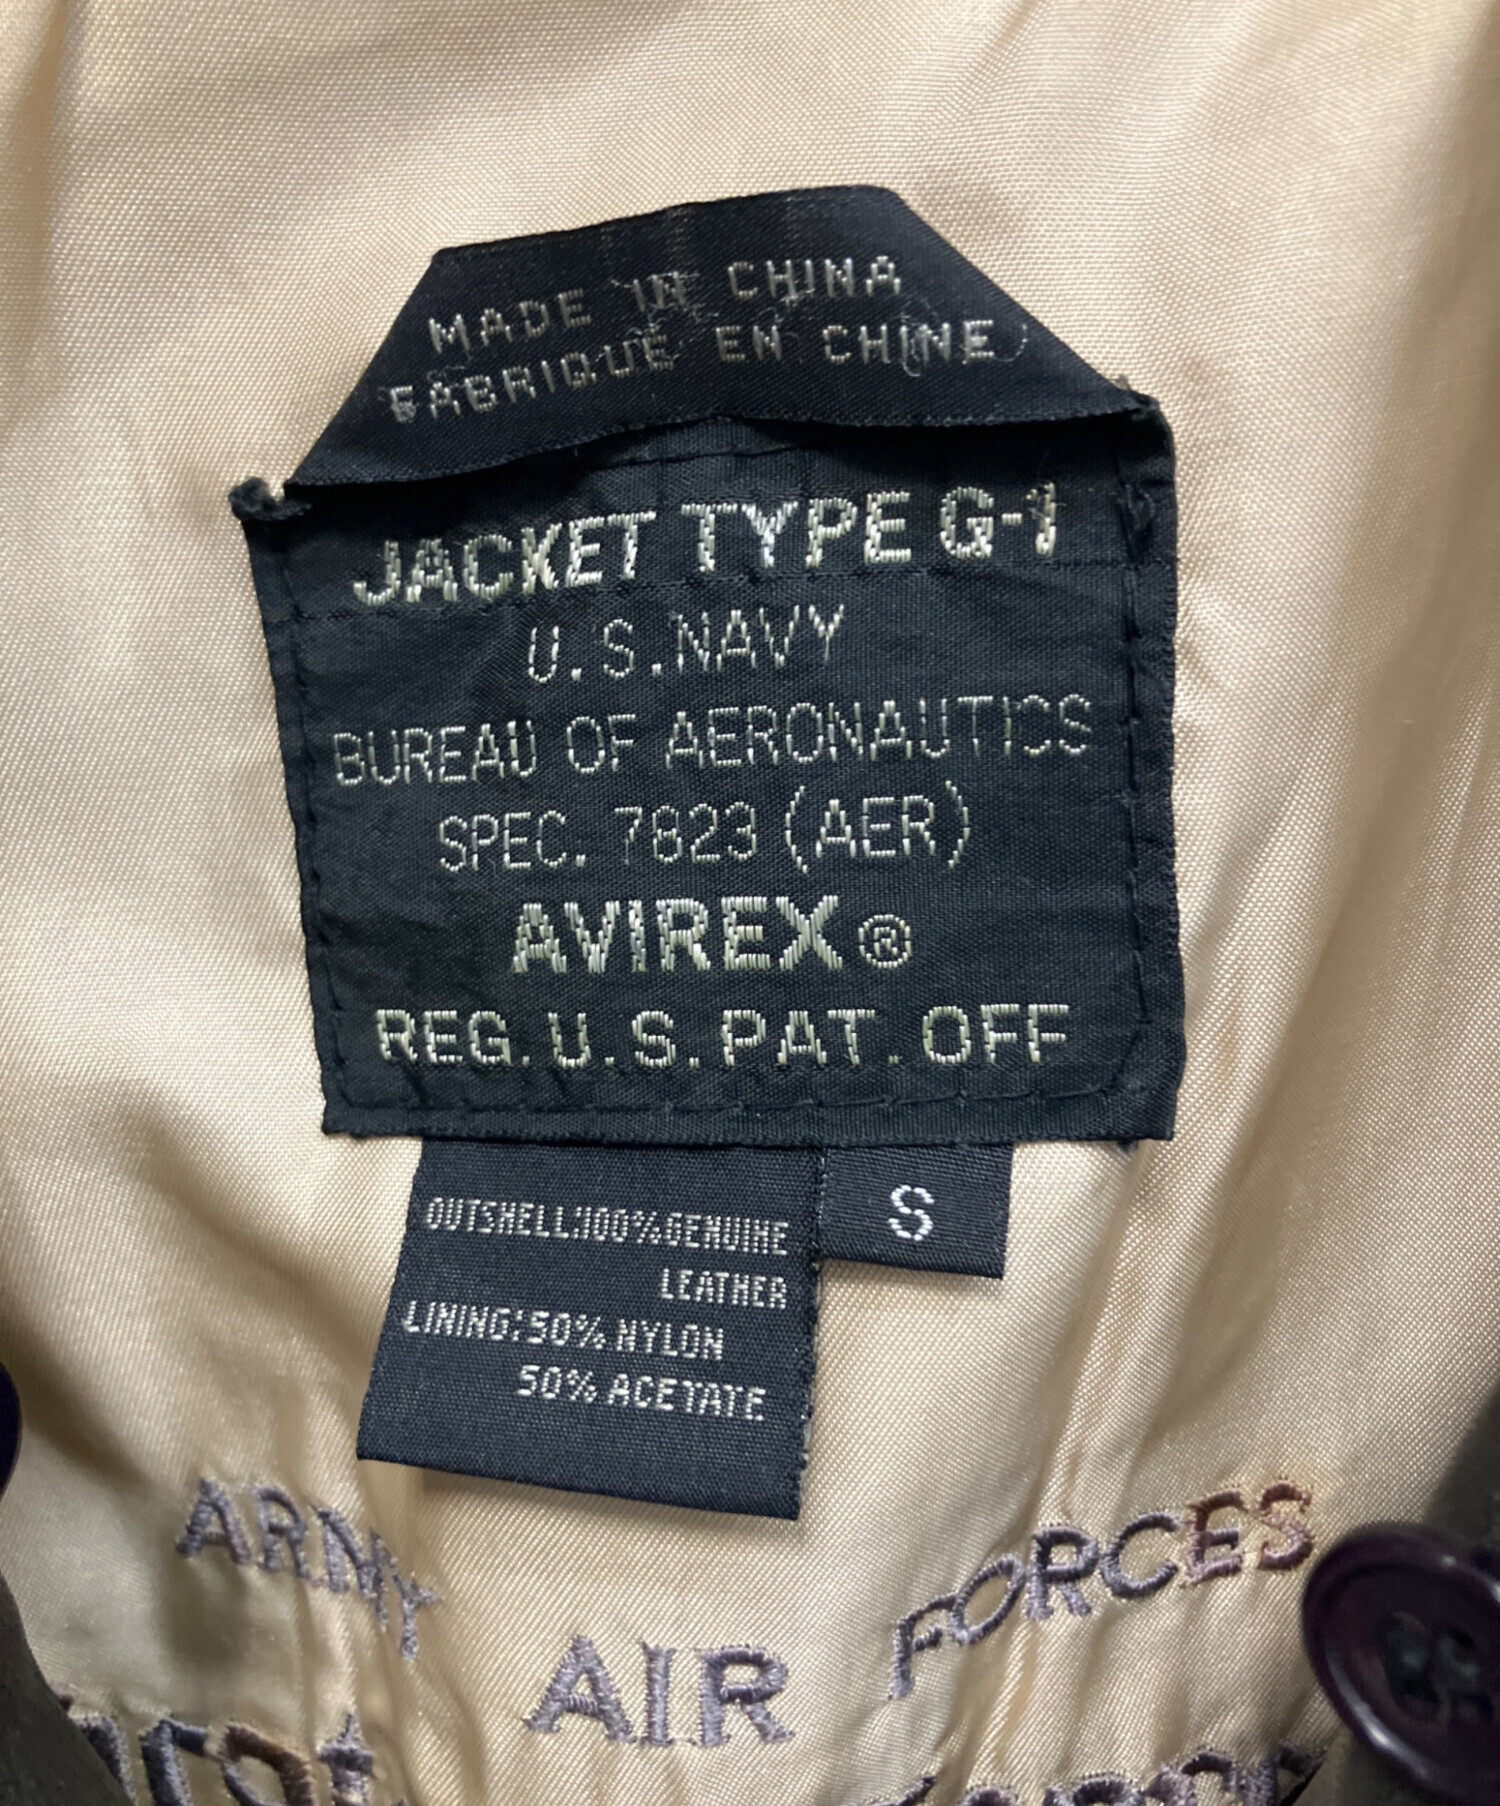 MADE IN CHINA
FABRIQUE EN CHINE
JACKET TYPE G-1
U.S.NAVY
BUREAU OF AERONAUTICS
SPEC. 7823 (AER)
AVIREX®
REG. U.S. PAT. OFF
S
OUTSHELL:100%GENUINE
LEATHER
LINING:50% NYLON
50% ACETATE
ARMY AIR FORCES